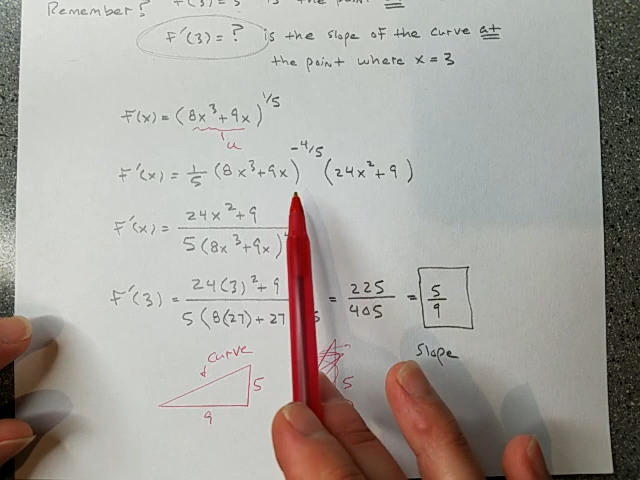 Remember? F(3) = 3 is the point
F'(3) = ? is the slope of the curve at
the point where x = 3
F(x) = (8x³+9x)^1/5
u
F'(x) = 1/5 (8x³+9x)^-4/5 (24x²+9)
F'(x) = 24x²+9 / 5(8x³+9x)
F'(3) = 24(3)²+9 / 5(8(27)+27 = 225/405 = 5/9
curve
slope
5
5
9